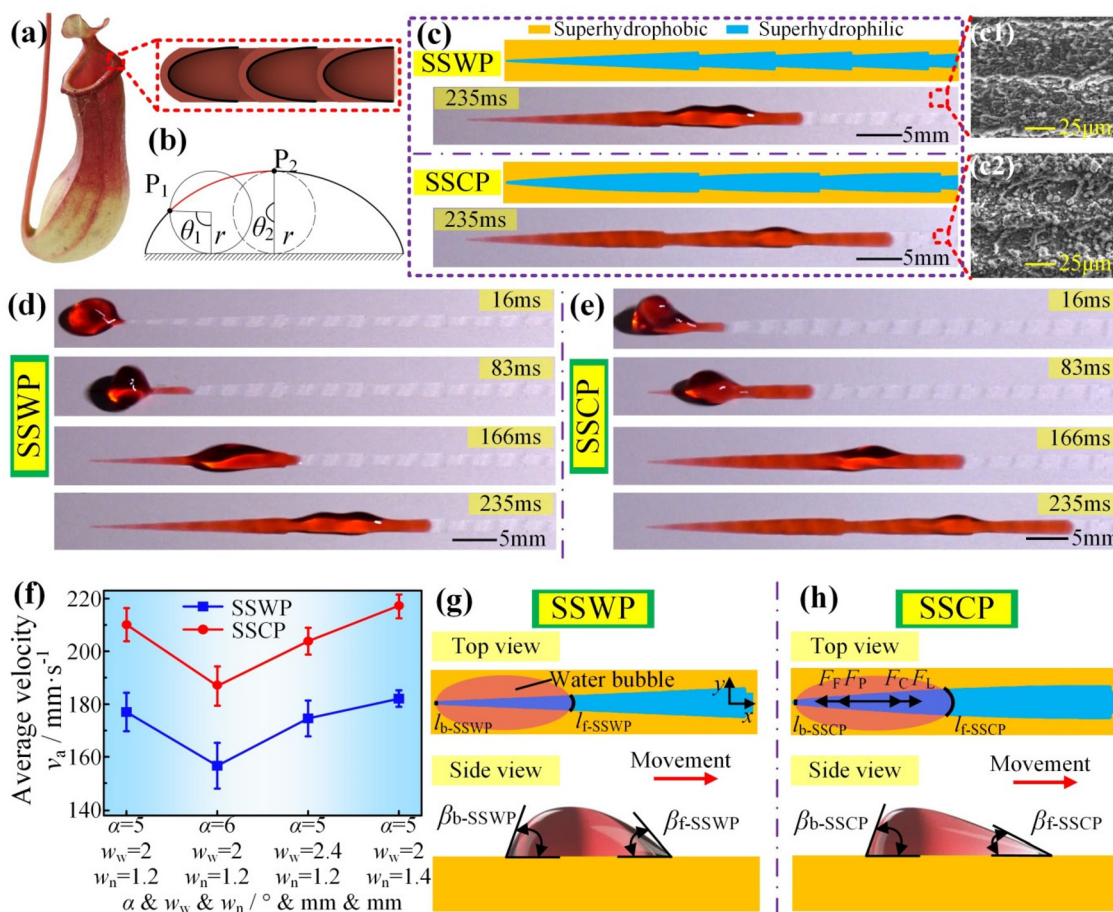 (a)
(b)
P1
P2
θ1
r
θ2
r
(c)
Superhydrophobic
Superhydrophilic
SSWP
235ms
5mm
SSCP
235ms
5mm
(c1)
25μm
(c2)
25μm
(d)
SSWP
16ms
83ms
166ms
235ms
5mm
(e)
SSCP
16ms
83ms
166ms
235ms
5mm
(f)
SSWP
SSCP
Average velocity
va / mm·s-1
220
200
180
160
140
α=5 α=6 α=5 α=5
ww=2 ww=2 ww=2.4 ww=2
wn=1.2 wn=1.2 wn=1.2 wn=1.4
α & ww & wn / ° & mm & mm
(g)
SSWP
Top view
Water bubble
y
x
lb-SSWP
lf-SSWP
Side view
Movement
βb-SSWP
βf-SSWP
(h)
SSCP
Top view
FF FP FC FL
lb-SSCP
lf-SSCP
Side view
Movement
βb-SSCP
βf-SSCP